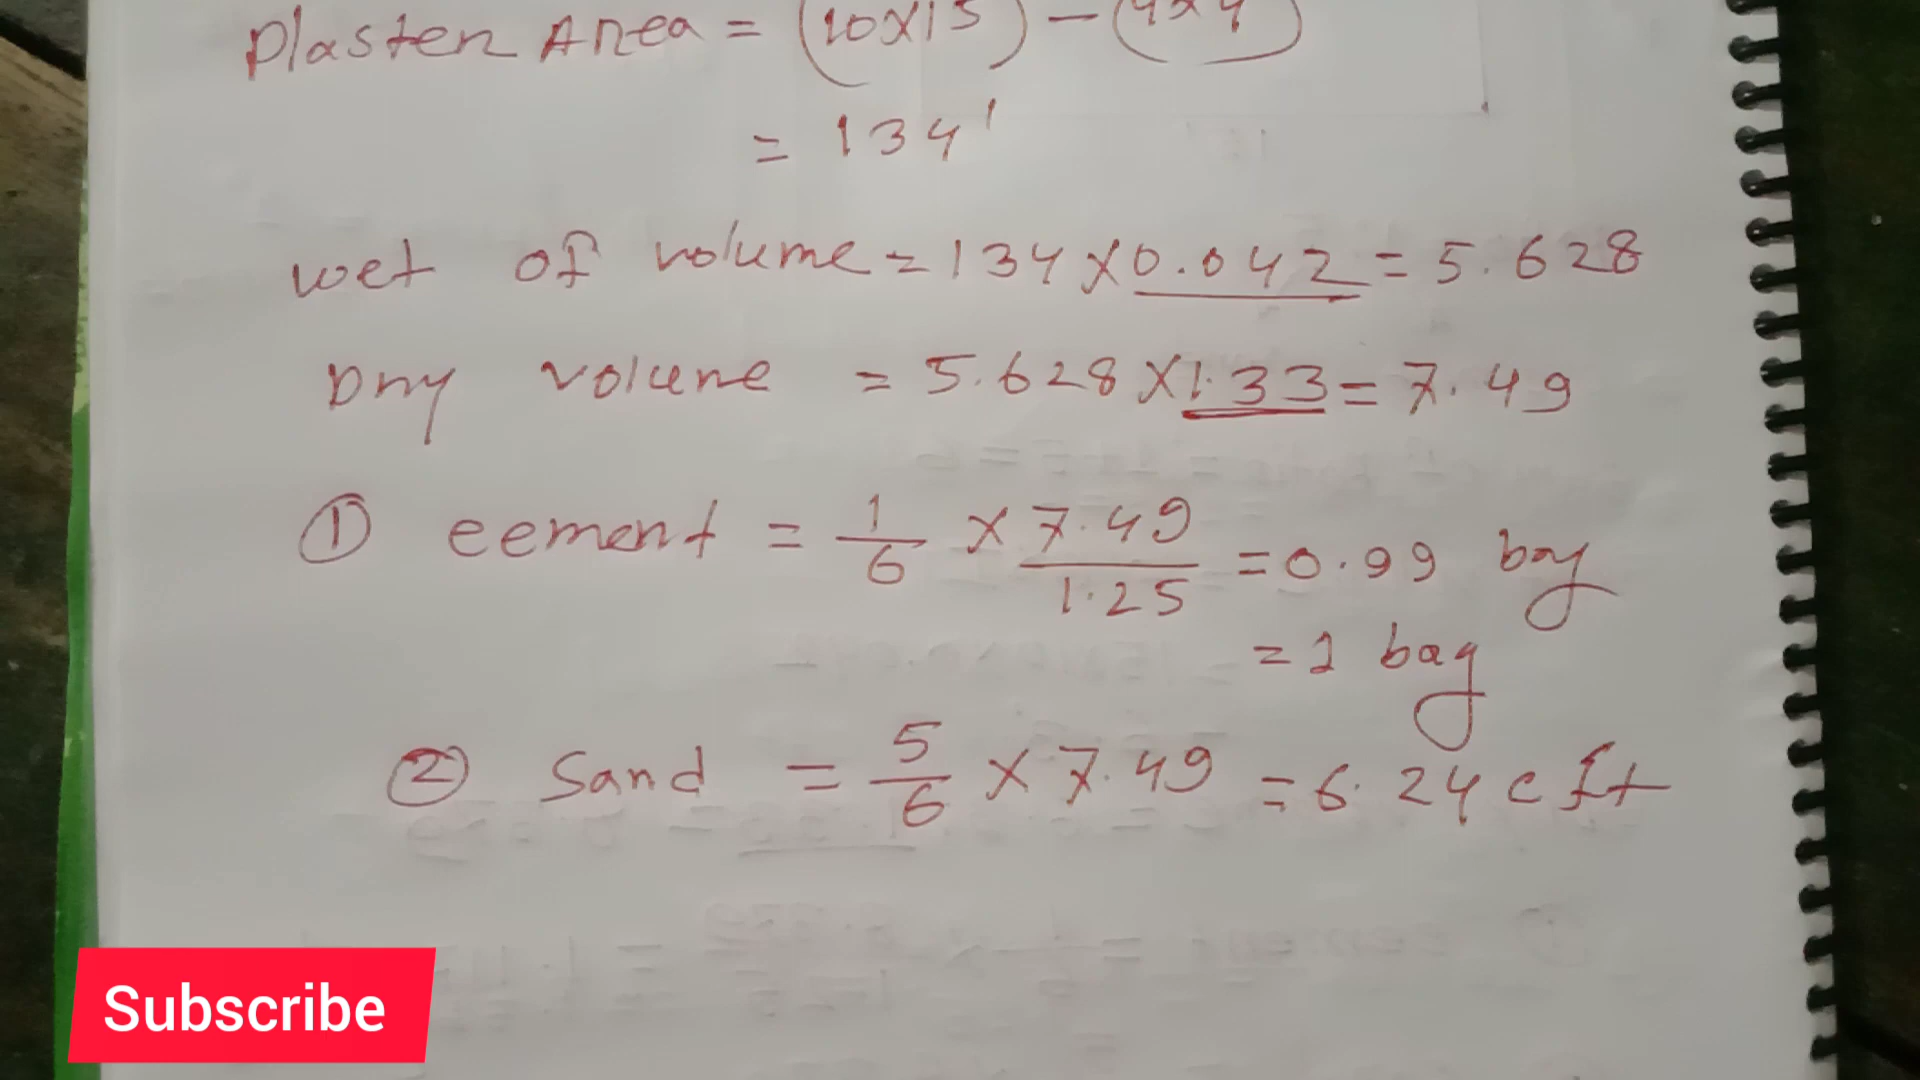 Plaster Area = (10x15) - (4x4)
= 134'
wet of volume = 134 x 0.042 = 5.628
Dry volume = 5.628 x 1.33 = 7.49
① cement = 1/6 x 7.49/1.25 = 0.99 bag
= 1 bag
② Sand = 5/6 x 7.49 = 6.24 cft
Subscribe